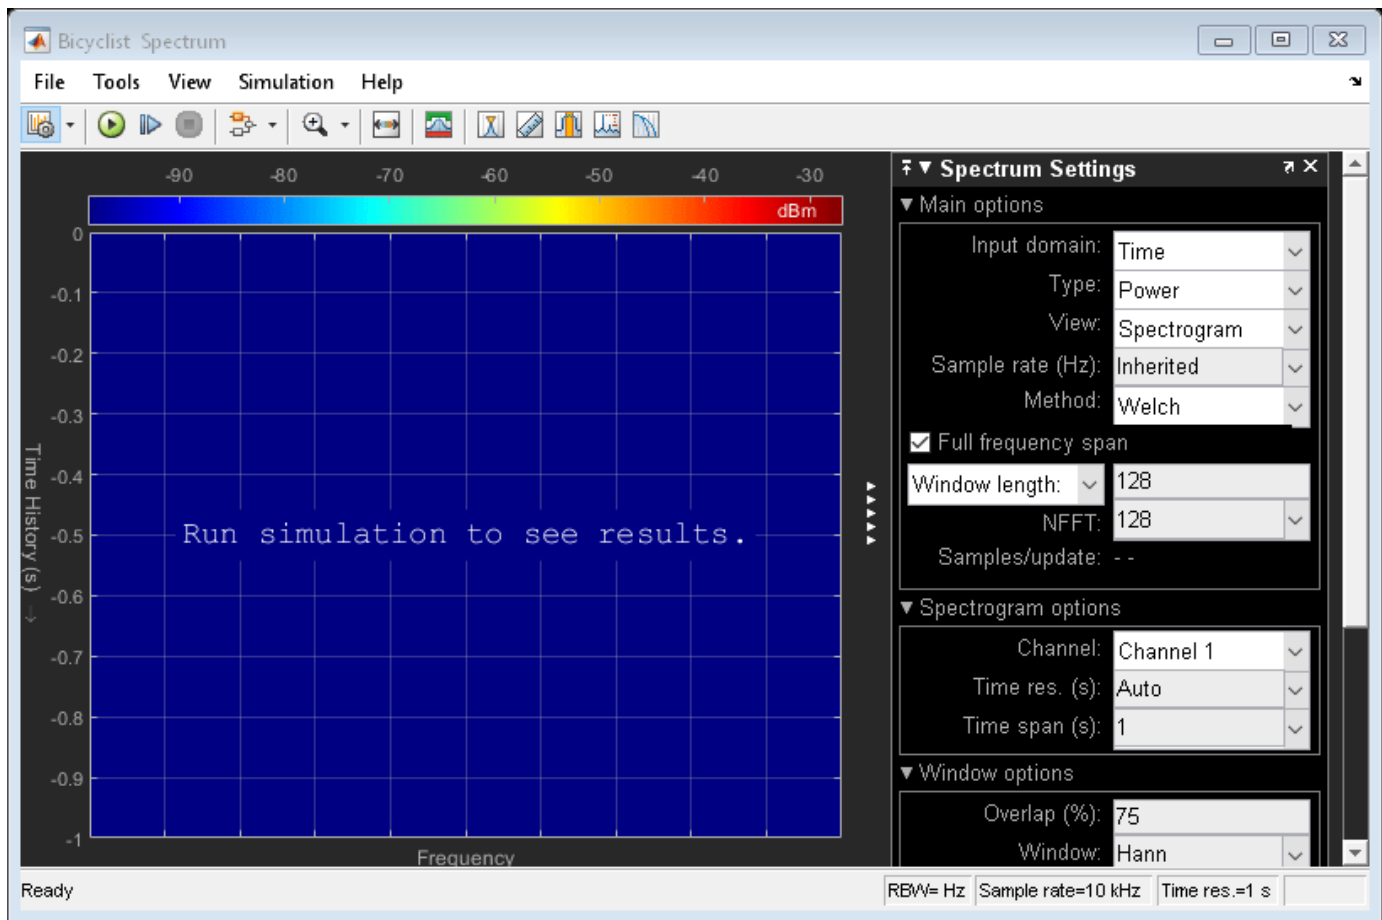 Bicyclist Spectrum
File Tools View Simulation Help
-90 -80 -70 -60 -50 -40 -30
dBm
0
-0.1
-0.2
-0.3
-0.4
-0.5
-0.6
-0.7
-0.8
-0.9
-1
Time History (s) →
Run simulation to see results.
Frequency
Spectrum Settings
Main options
Input domain: Time
Type: Power
View: Spectrogram
Sample rate (Hz): Inherited
Method: Welch
Full frequency span
Window length: 128
NFFT: 128
Samples/update: - -
Spectrogram options
Channel: Channel 1
Time res. (s): Auto
Time span (s): 1
Window options
Overlap (%): 75
Window: Hann
Ready
RBW= Hz Sample rate=10 kHz Time res.=1 s